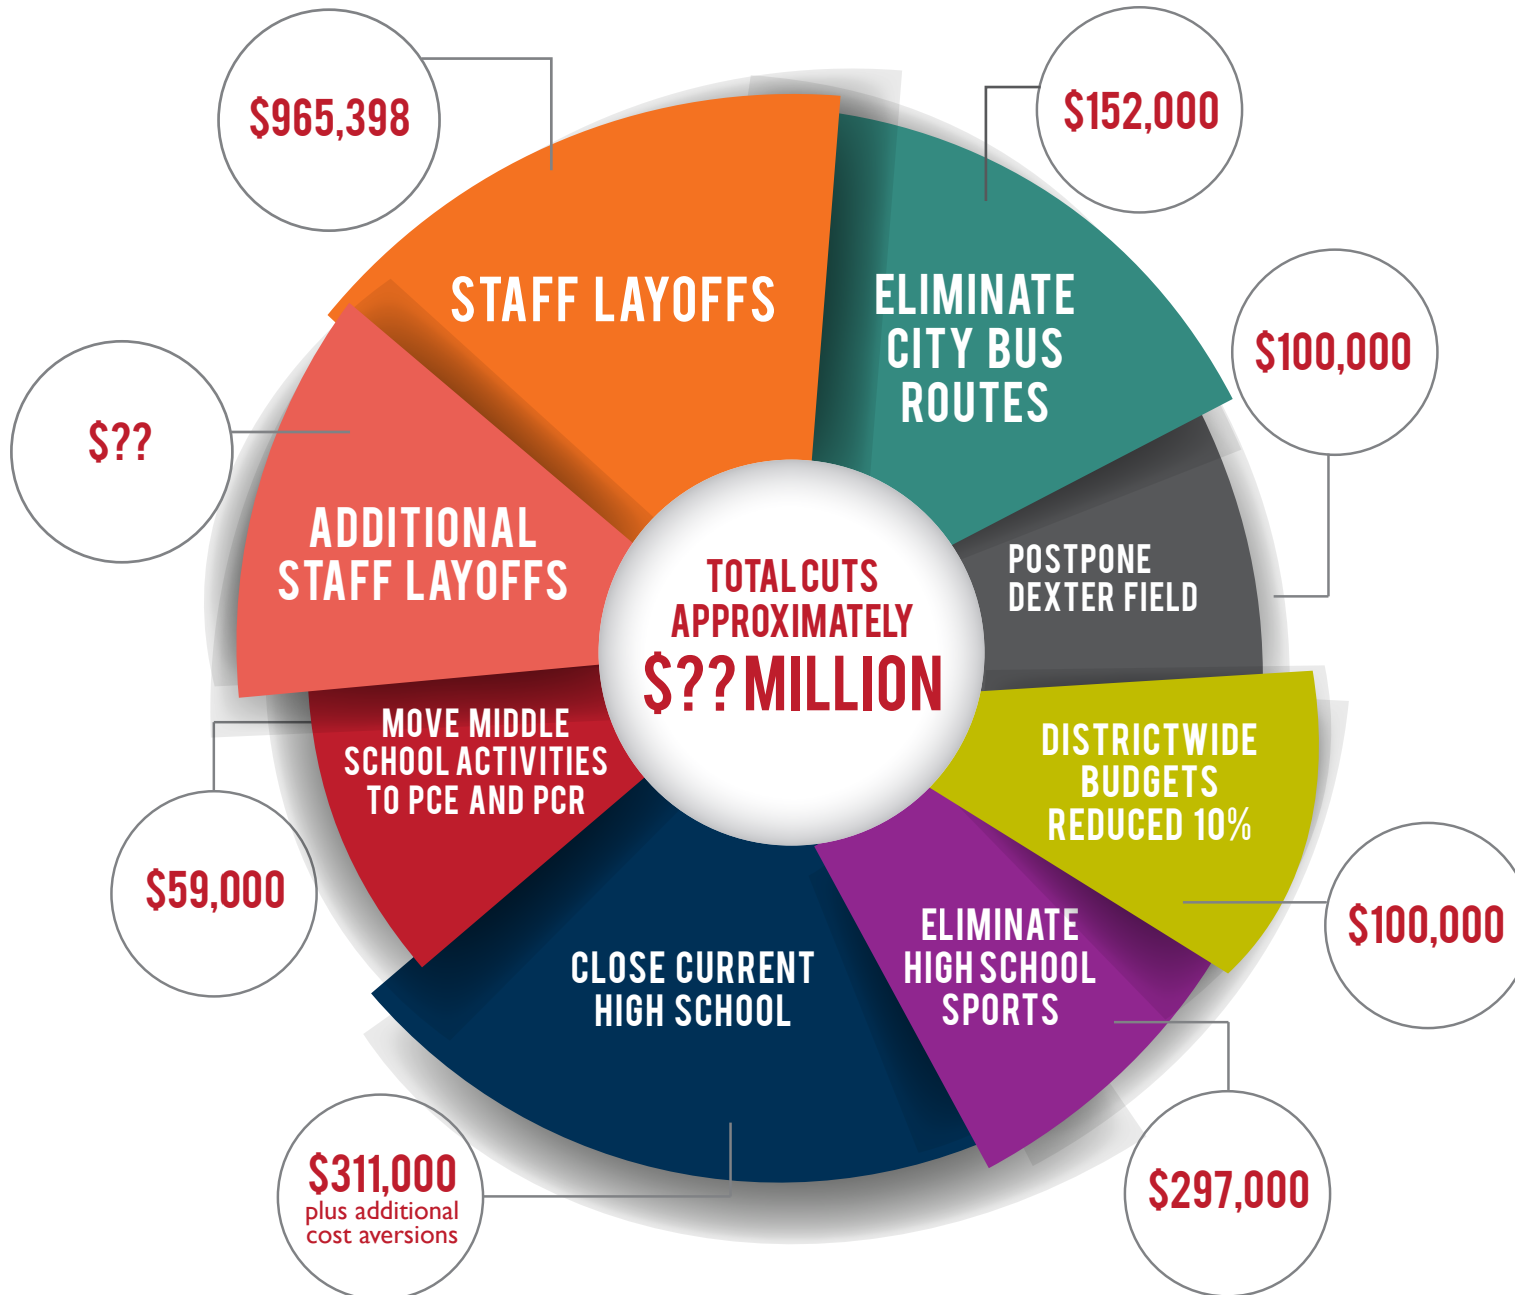 $965,398
$152,000
STAFF LAYOFFS
ELIMINATE
CITY BUS
ROUTES
$100,000
$??
ADDITIONAL
STAFF LAYOFFS
POSTPONE
DEXTER FIELD
TOTAL CUTS
APPROXIMATELY
$?? MILLION
MOVE MIDDLE
SCHOOL ACTIVITIES
TO PCE AND PCR
DISTRICTWIDE
BUDGETS
REDUCED 10%
$59,000
$100,000
ELIMINATE
HIGH SCHOOL
SPORTS
CLOSE CURRENT
HIGH SCHOOL
$311,000
plus additional
cost aversions
$297,000